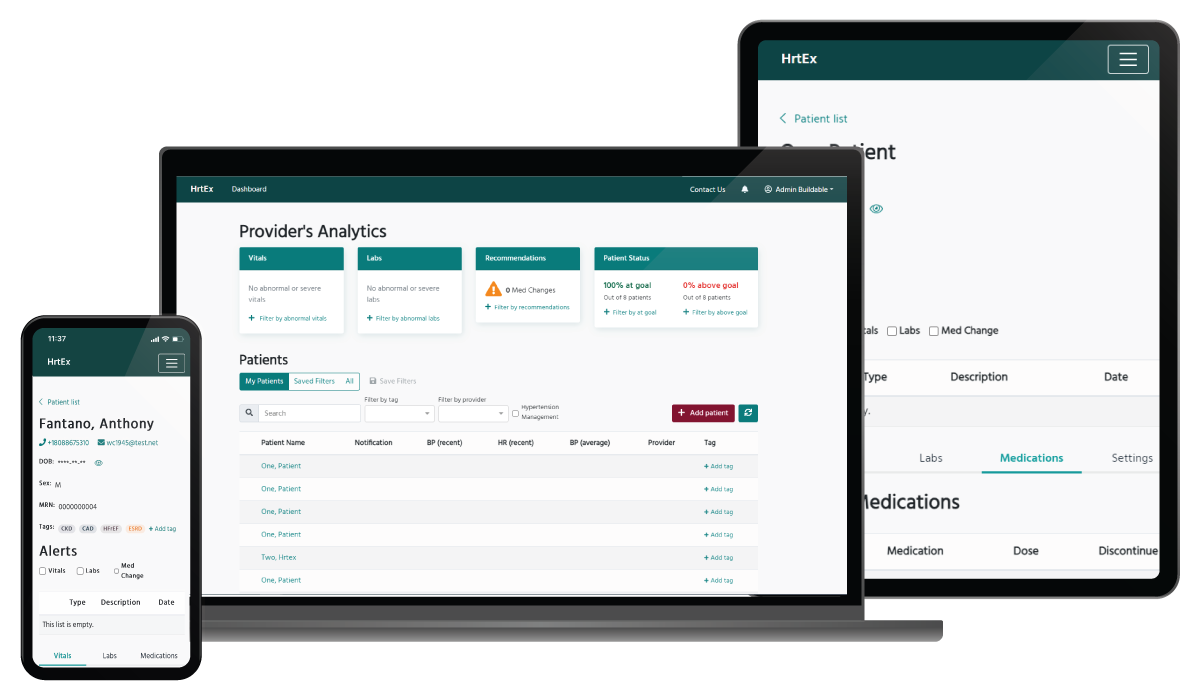 HrtEx
Patient list
Patient
Labs
Med Change
Type
Description
Date
Labs
Medications
Settings
Medications
Medication
Dose
Discontinue
HrtEx
Dashboard
Contact Us
Admin Buildable
Provider's Analytics
Vitals
No abnormal or severe
vitals
+ Filter by abnormal vitals
Labs
No abnormal or severe
labs
+ Filter by abnormal labs
Recommendations
0 Med Changes
+ Filter by recommendations
Patient Status
100% at goal
Out of 8 patients
+ Filter by at goal
0% above goal
Out of 8 patients
+ Filter by above goal
Patients
My Patients
Saved Filters
All
Save Filters
Search
Filter by tag
Filter by provider
Hypertension
Management
+ Add patient
Patient Name
Notification
BP (recent)
HR (recent)
BP (average)
Provider
Tag
One, Patient
+ Add tag
One, Patient
+ Add tag
One, Patient
+ Add tag
One, Patient
+ Add tag
Two, Hrtex
+ Add tag
One, Patient
+ Add tag
11:37
HrtEx
Patient list
Fantano, Anthony
+18088675310
wc1945@test.net
DOB: ****-**-**
Sex: M
MRN: 0000000004
Tags: CKD CAD HFrEF ESRD + Add tag
Alerts
Vitals
Labs
Med
Change
Type
Description
Date
This list is empty.
Vitals
Labs
Medications